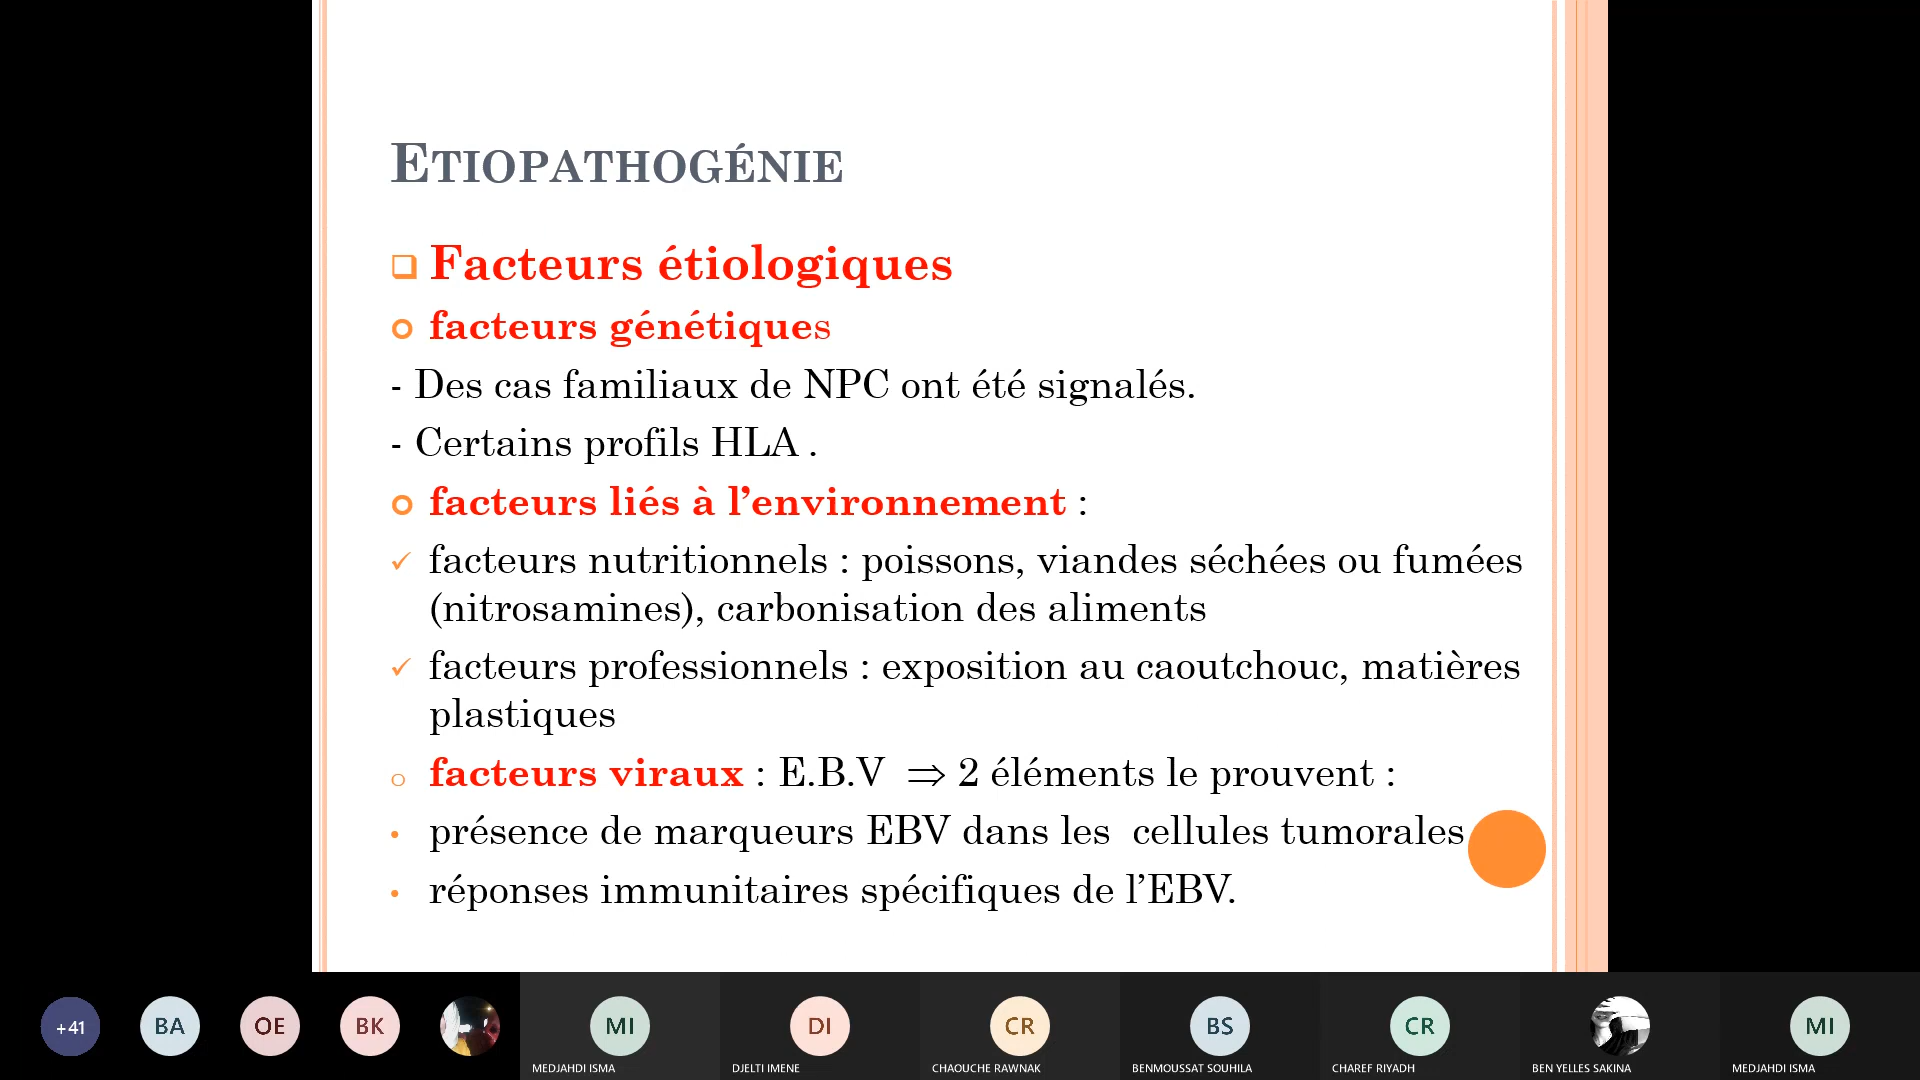 ETIOPATHOGÉNIE
Facteurs étiologiques
facteurs génétiques
- Des cas familiaux de NPC ont été signalés.
- Certains profils HLA .
facteurs liés à l’environnement :
facteurs nutritionnels : poissons, viandes séchées ou fumées
(nitrosamines), carbonisation des aliments
facteurs professionnels : exposition au caoutchouc, matières
plastiques
facteurs viraux : E.B.V ⇒ 2 éléments le prouvent :
présence de marqueurs EBV dans les cellules tumorales
réponses immunitaires spécifiques de l’EBV.
+41 BA OE BK MI DI CR BS CR MI
MEDJAHDI ISMA DJELTI IMENE CHAOUCHE RAWNAK BENMOUSSAT SOUHILA CHAREF RIYADH BEN YELLES SAKINA MEDJAHDI ISMA